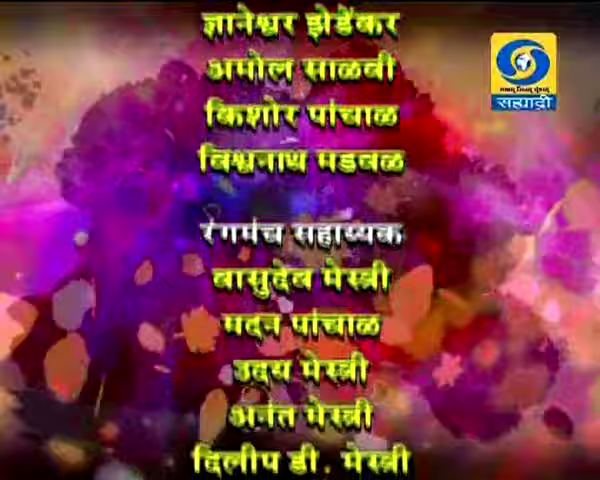 ज्ञानेश्वर झेडेंकर
अमोल साळवी
किशोर पांचाळ
विश्वनाथ मडवळ
सह्याद्री
रंगमंच सहाय्यक
वासुदेव मेस्त्री
मदन पांचाळ
उदय मेस्त्री
अनंत मेस्त्री
दिलीप डी. मेस्त्री